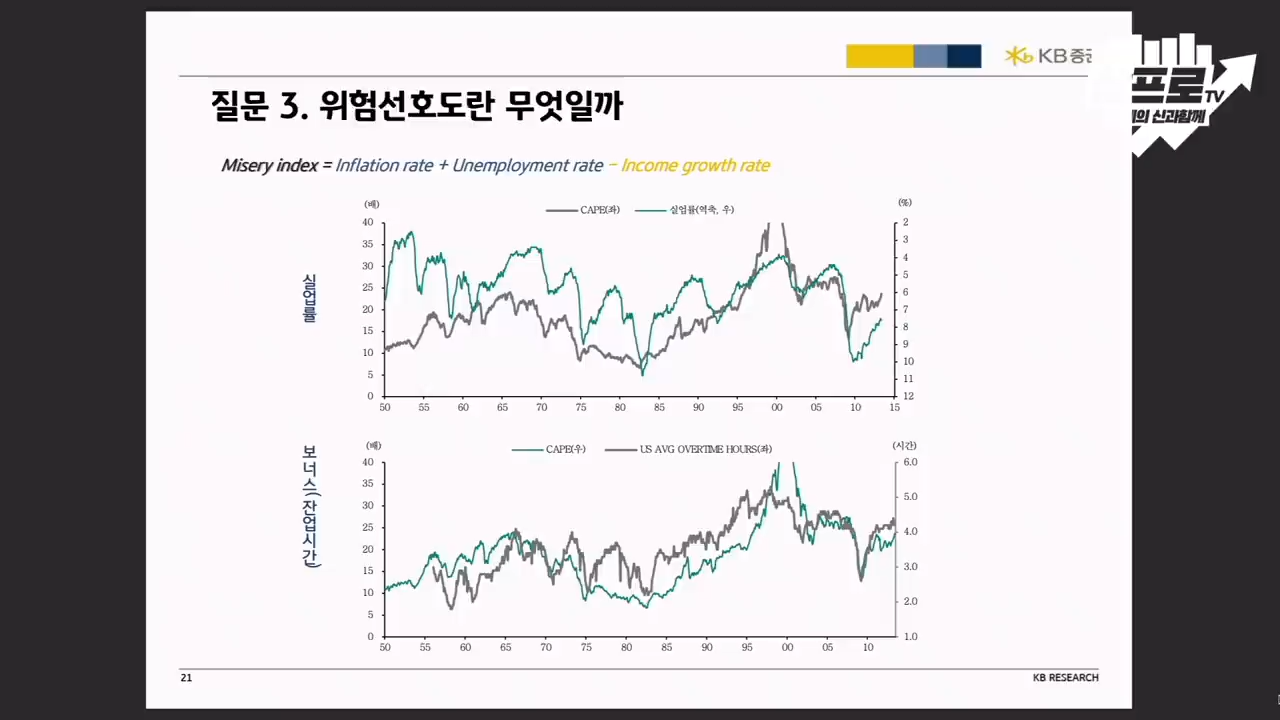 KB증권
프로TV
의 신과함께
질문 3. 위험선호도란 무엇일까
Misery index = Inflation rate + Unemployment rate − Income growth rate
실업률
(배)
CAPE(좌)
실업률(역축, 우)
(%)
40
35
30
25
20
15
10
5
0
2
3
4
5
6
7
8
9
10
11
12
50 55 60 65 70 75 80 85 90 95 00 05 10 15
보너스(잔업시간)
(배)
CAPE(우)
US AVG OVERTIME HOURS(좌)
(시간)
40
35
30
25
20
15
10
5
0
6.0
5.0
4.0
3.0
2.0
1.0
50 55 60 65 70 75 80 85 90 95 00 05 10
21
KB RESEARCH